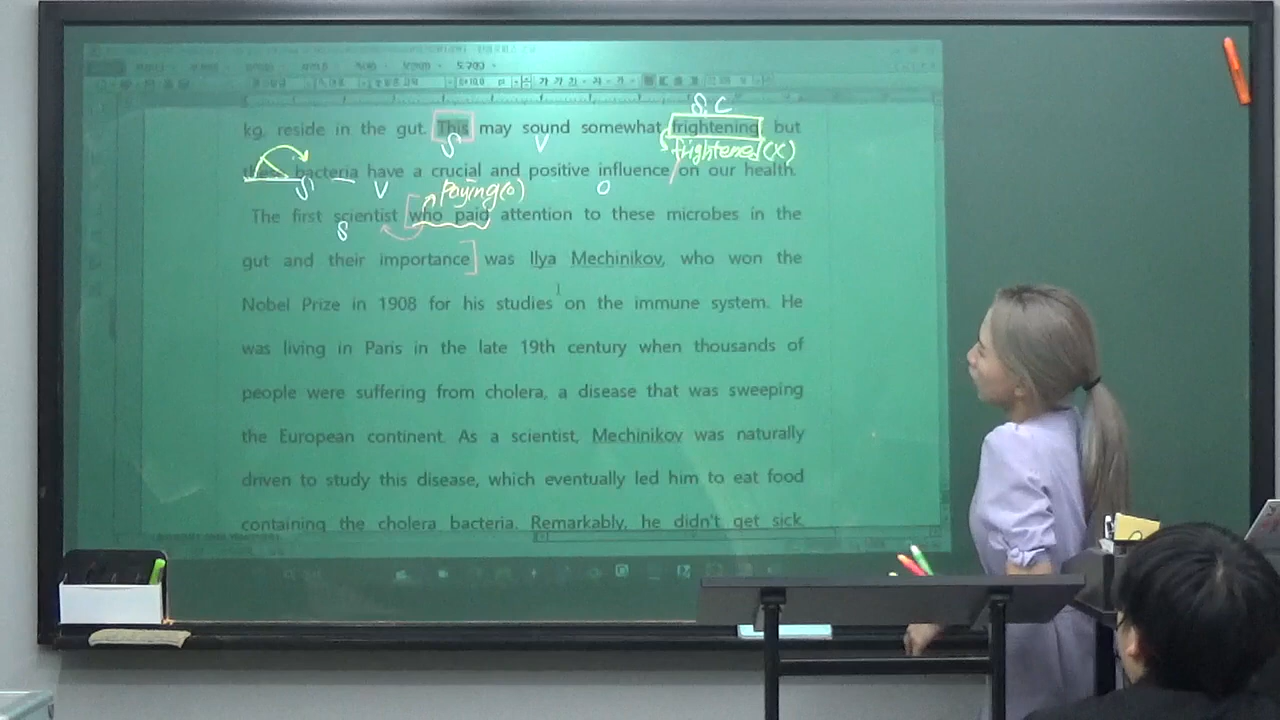 S.C
kg, reside in the gut. This may sound somewhat frightening, but
S V frightened(X)
these bacteria have a crucial and positive influence on our health.
S V paying(o) O
The first scientist who paid attention to these microbes in the
S
gut and their importance] was Ilya Mechinikov, who won the
Nobel Prize in 1908 for his studies on the immune system. He
was living in Paris in the late 19th century when thousands of
people were suffering from cholera, a disease that was sweeping
the European continent. As a scientist, Mechinikov was naturally
driven to study this disease, which eventually led him to eat food
containing the cholera bacteria. Remarkably, he didn't get sick.